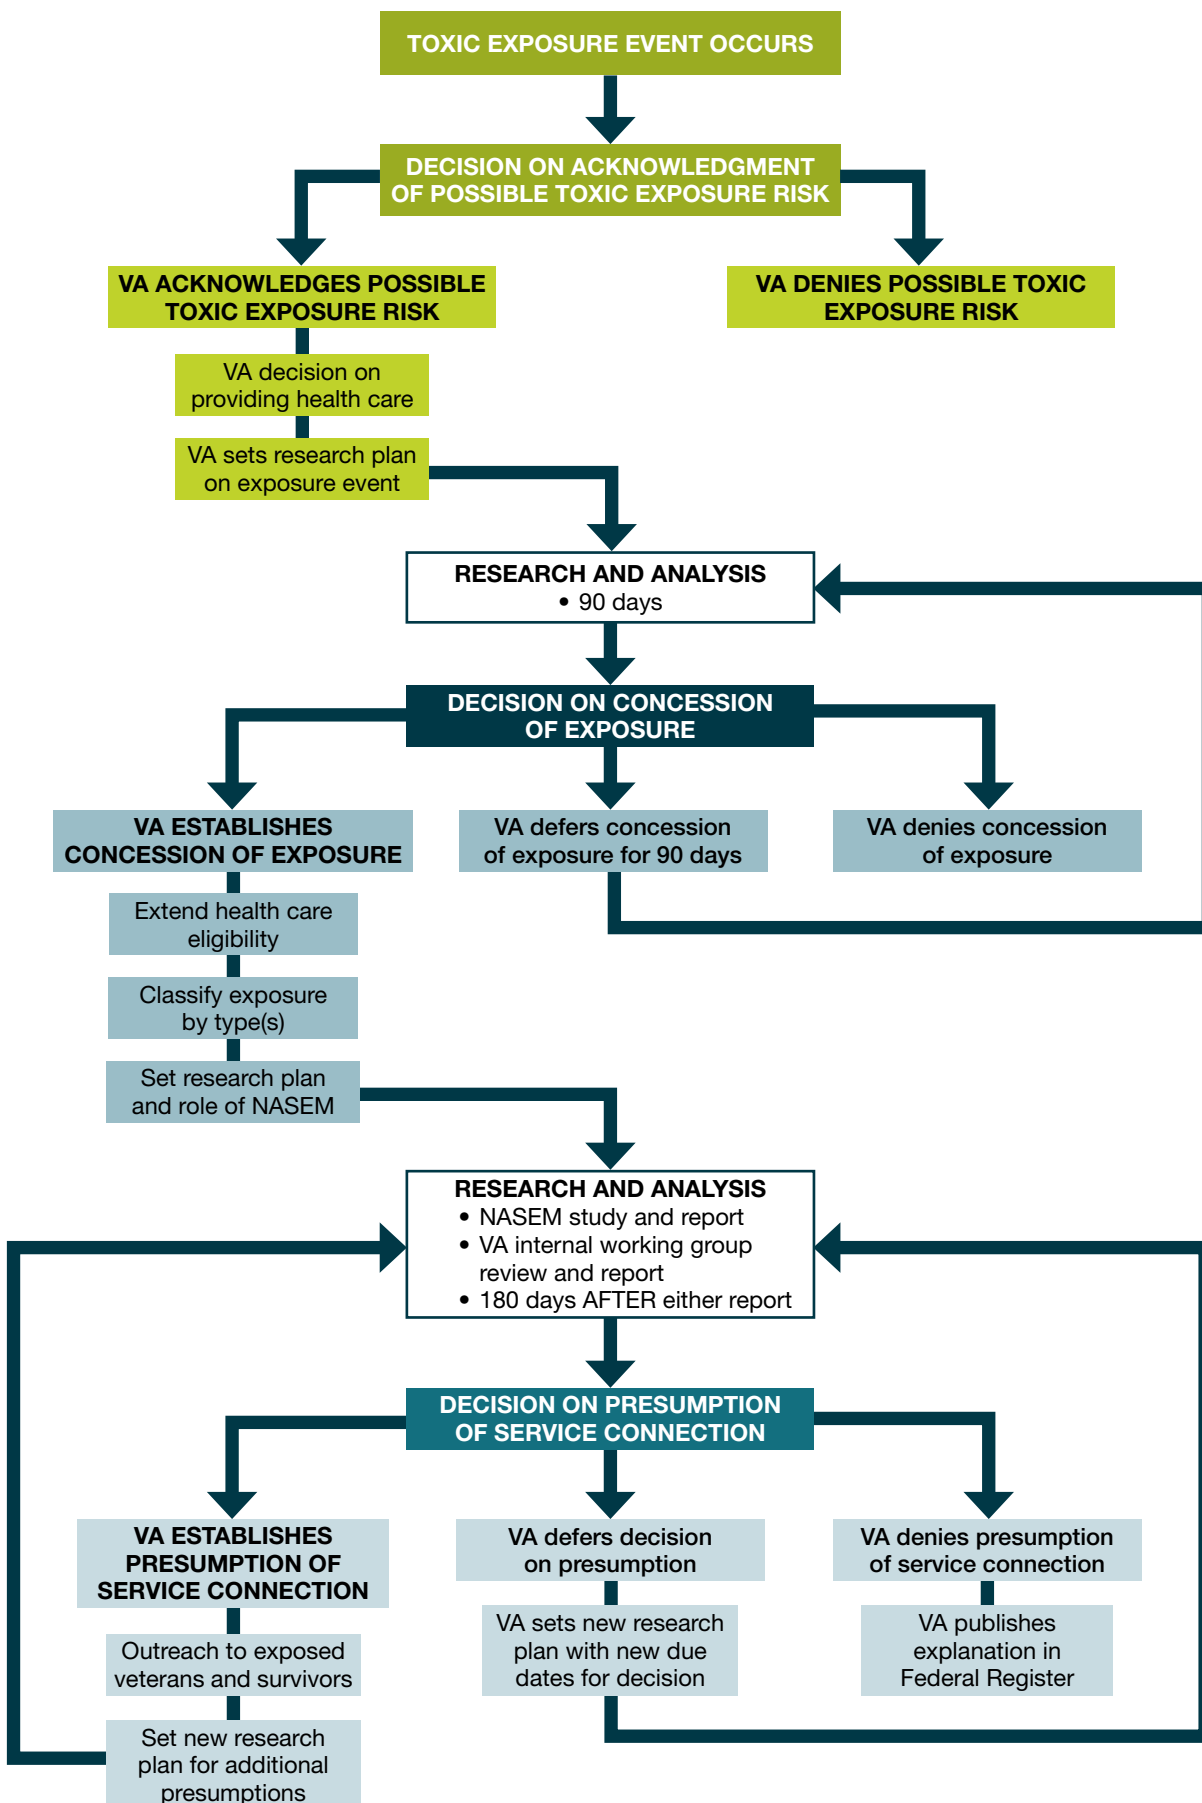 TOXIC EXPOSURE EVENT OCCURS
DECISION ON ACKNOWLEDGMENT
OF POSSIBLE TOXIC EXPOSURE RISK
VA ACKNOWLEDGES POSSIBLE
TOXIC EXPOSURE RISK
VA DENIES POSSIBLE TOXIC
EXPOSURE RISK
VA decision on
providing health care
VA sets research plan
on exposure event
RESEARCH AND ANALYSIS
• 90 days
DECISION ON CONCESSION
OF EXPOSURE
VA ESTABLISHES
CONCESSION OF EXPOSURE
VA defers concession
of exposure for 90 days
VA denies concession
of exposure
Extend health care
eligibility
Classify exposure
by type(s)
Set research plan
and role of NASEM
RESEARCH AND ANALYSIS
• NASEM study and report
• VA internal working group
review and report
• 180 days AFTER either report
DECISION ON PRESUMPTION
OF SERVICE CONNECTION
VA ESTABLISHES
PRESUMPTION OF
SERVICE CONNECTION
VA defers decision
on presumption
VA denies presumption
of service connection
Outreach to exposed
veterans and survivors
VA sets new research
plan with new due
dates for decision
VA publishes
explanation in
Federal Register
Set new research
plan for additional
presumptions